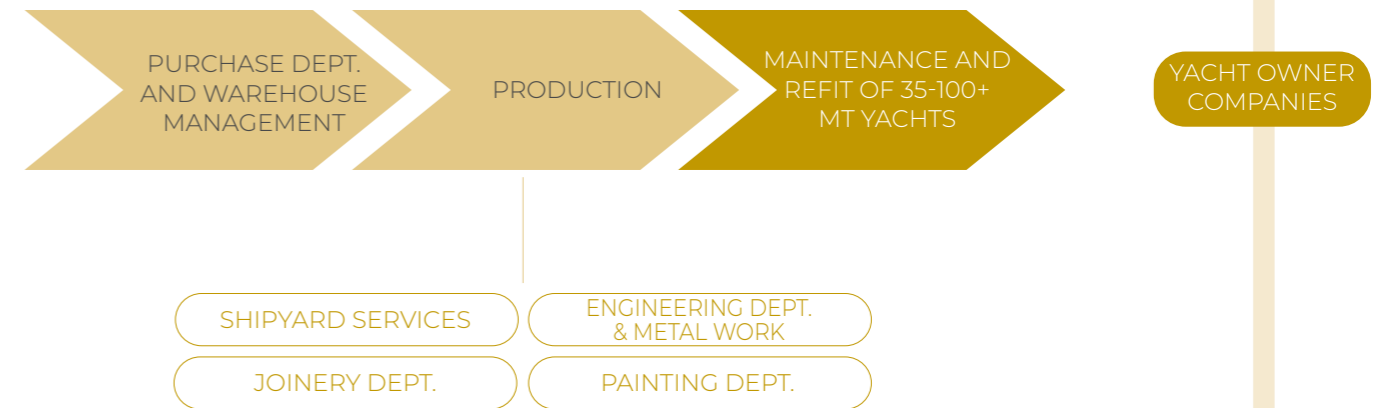 PURCHASE DEPT.
AND WAREHOUSE
MANAGEMENT
PRODUCTION
MAINTENANCE AND
REFIT OF 35-100+
MT YACHTS
YACHT OWNER
COMPANIES
SHIPYARD SERVICES
ENGINEERING DEPT.
& METAL WORK
JOINERY DEPT.
PAINTING DEPT.